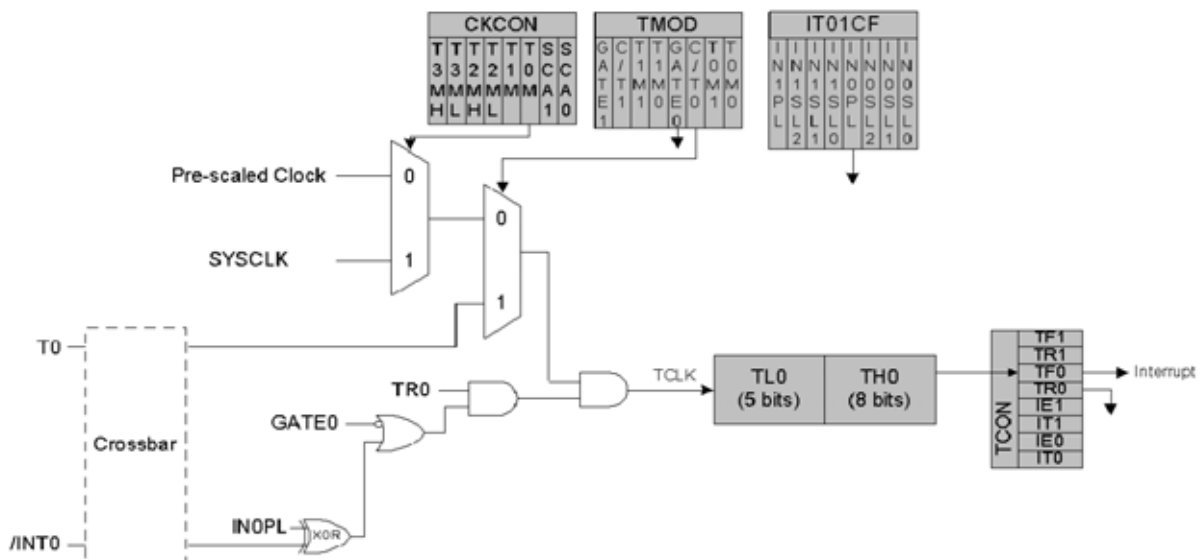 CKCON
T3MH
T3ML
T2MH
T2ML
T1M
T0M
SCA1
SCA0
TMOD
GATE1
C/T1
T1M1
T1M0
GATE0
C/T0
T0M1
T0M0
IT01CF
IN1PL
IN1SL2
IN1SL1
IN1SL0
IN0PL
IN0SL2
IN0SL1
IN0SL0
Pre-scaled Clock
0
SYSCLK
1
0
1
T0
Crossbar
/INT0
TR0
GATE0
IN0PL
XOR
TCLK
TL0
(5 bits)
TH0
(8 bits)
TCON
TF1
TR1
TF0
TR0
IE1
IT1
IE0
IT0
Interrupt